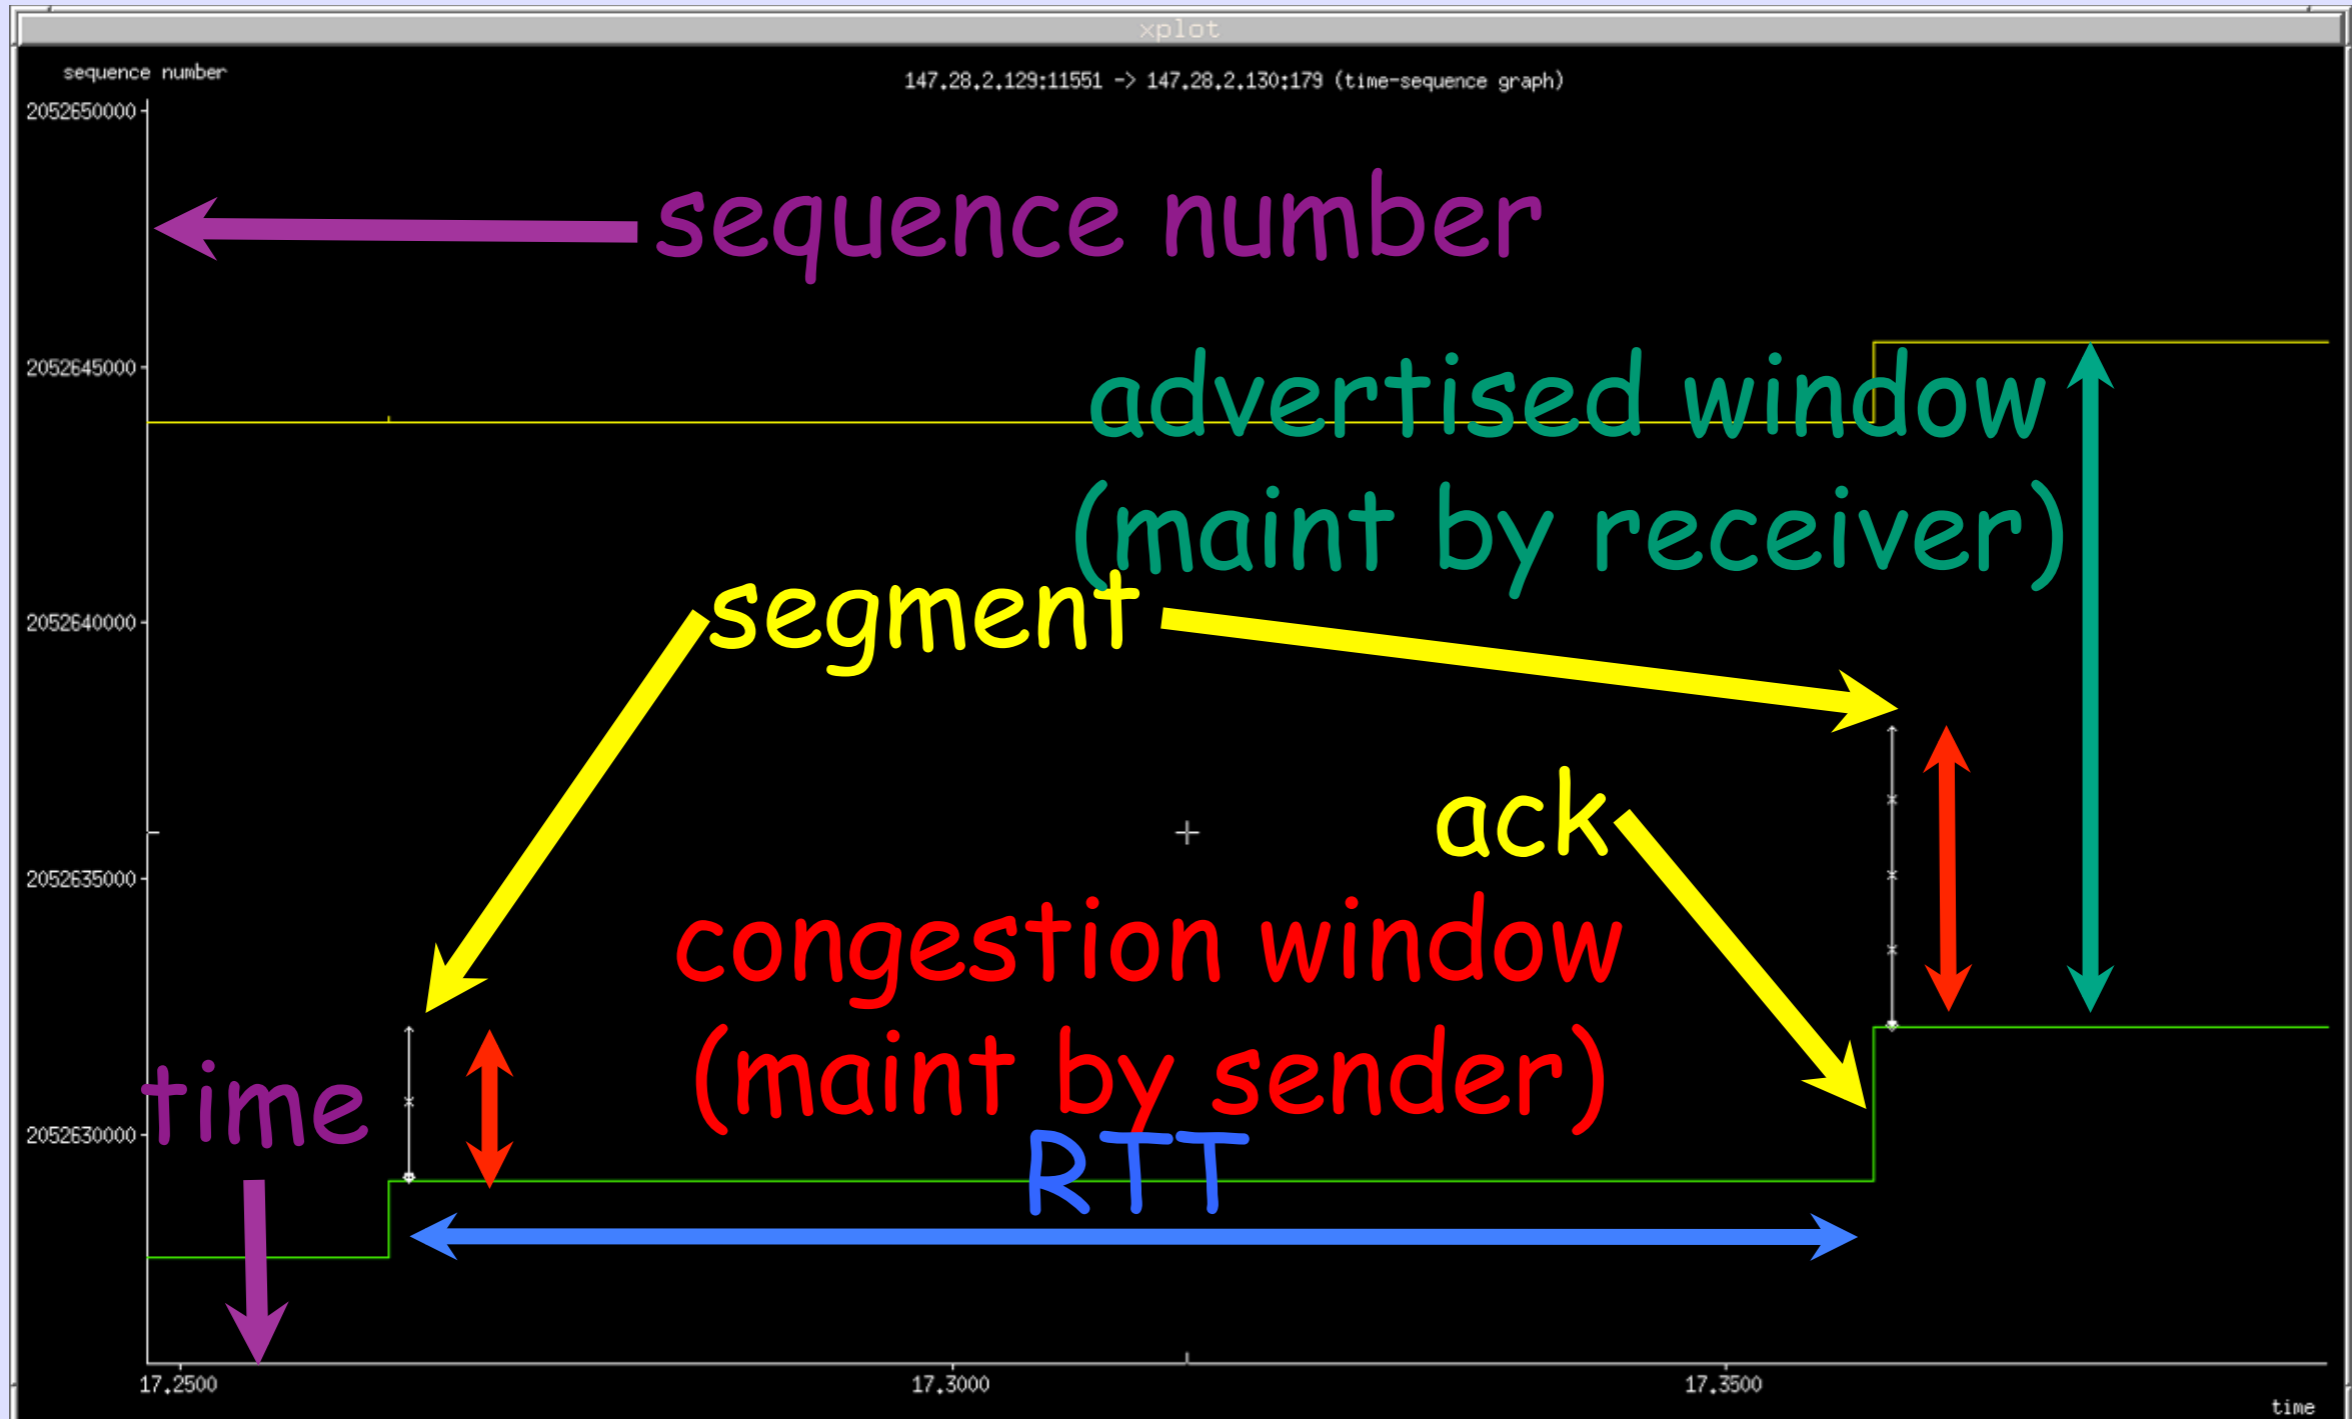 xplot
sequence number
147.28.2.129:11551 -> 147.28.2.130:179 (time-sequence graph)
2052650000
sequence number
2052645000
advertised window
(maint by receiver)
segment
2052640000
ack
2052635000
congestion window
(maint by sender)
time
2052630000
RTT
17.2500
17.3000
17.3500
time